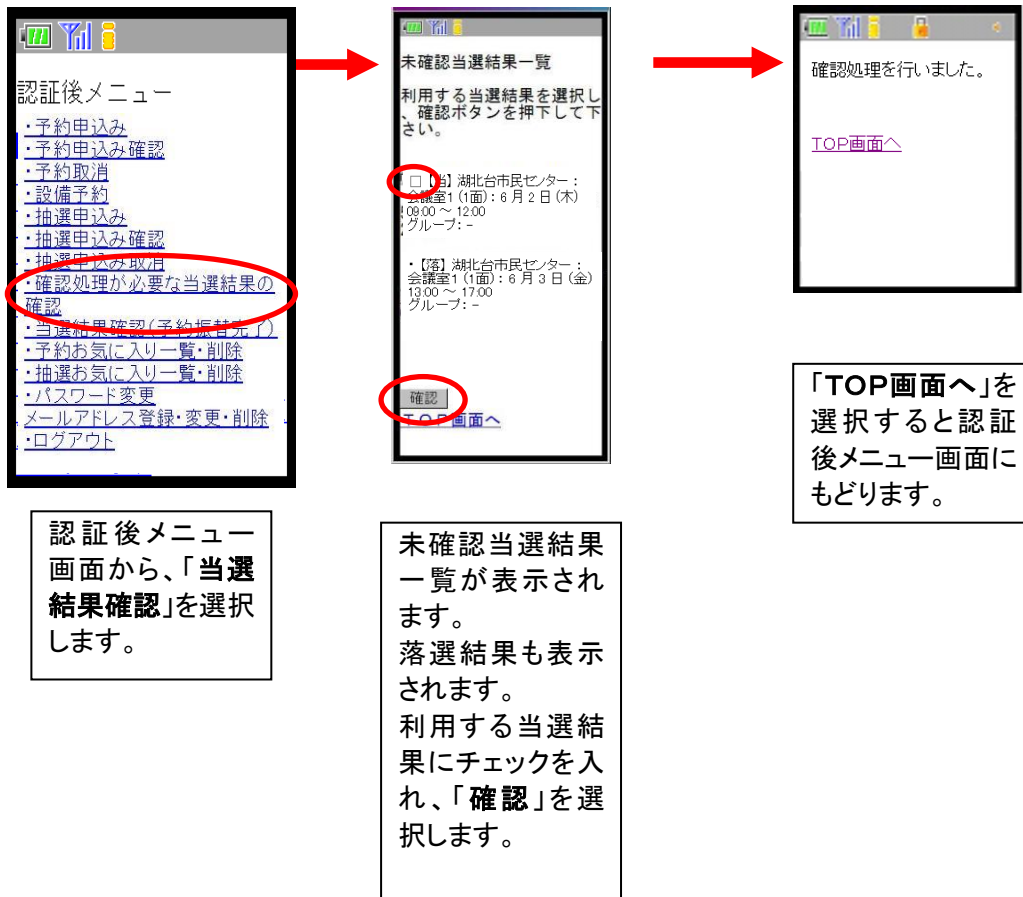 認証後メニュー
・予約申込み
・予約申込み確認
・予約取消
・設備予約
・抽選申込み
・抽選申込み確認
・抽選申込み取消
・確認処理が必要な当選結果の
確認
・当選結果確認(予約振替完了)
・予約お気に入り一覧・削除
・抽選お気に入り一覧・削除
・パスワード変更
メールアドレス登録・変更・削除
・ログアウト
認証後メニュー
画面から、「当選
結果確認」を選択
します。
未確認当選結果一覧
利用する当選結果を選択し
、確認ボタンを押下して下
さい。
□【当】湖北台市民センター：
会議室1 (1面)：6月2日(木)
09:00 ～ 12:00
グループ：-
・【落】湖北台市民センター：
会議室1 (1面)：6月3日(金)
13:00 ～ 17:00
グループ：-
確認
TOP画面へ
未確認当選結果
一覧が表示され
ます。
落選結果も表示
されます。
利用する当選結
果にチェックを入
れ、「確認」を選
択します。
確認処理を行いました。
TOP画面へ
「TOP画面へ」を
選択すると認証
後メニュー画面に
もどります。